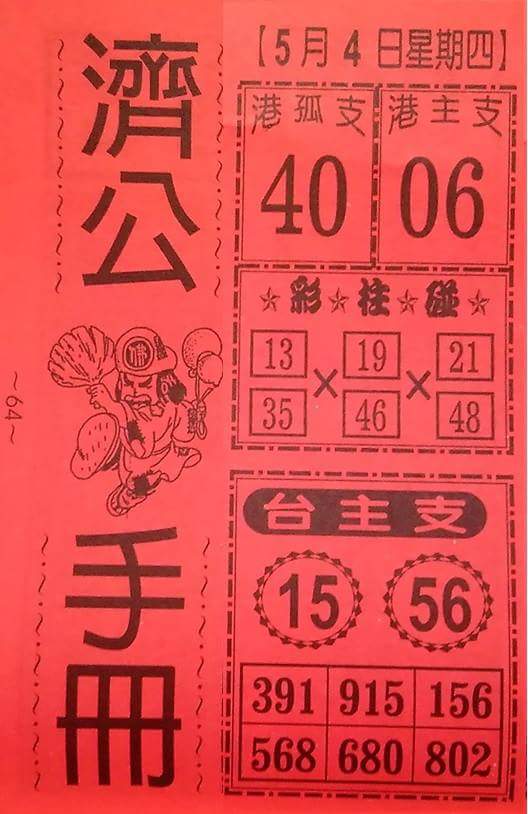 濟公手冊
～64～
【5月4日星期四】
港孤支 港主支
40 06
☆彩☆柱☆碰☆
13 19 21
× ×
35 46 48
台主支
15 56
391 915 156
568 680 802
佛